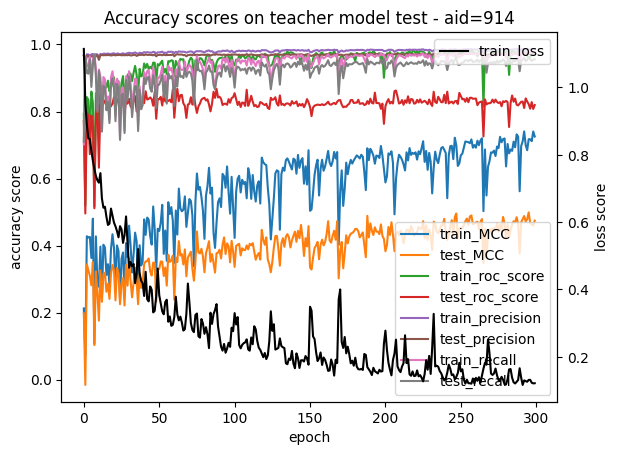 Accuracy scores on teacher model test - aid=914
accuracy score
1.0
0.8
0.6
0.4
0.2
0.0
train_loss
1.0
0.8
0.6
0.4
0.2
loss score
train_MCC
test_MCC
train_roc_score
test_roc_score
train_precision
test_precision
train_recall
test_recall
0 50 100 150 200 250 300
epoch